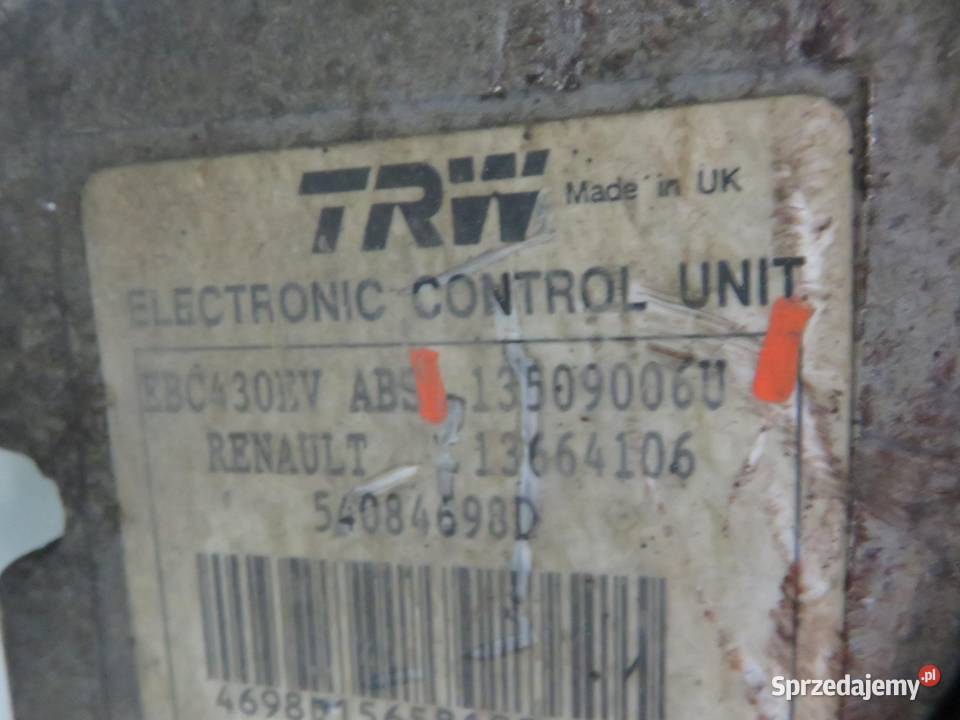 TRW Made in UK
ELECTRONIC CONTROL UNIT
EBC430EV ABS 13509006U
RENAULT 13664106
54084698D
Sprzedajemy.pl